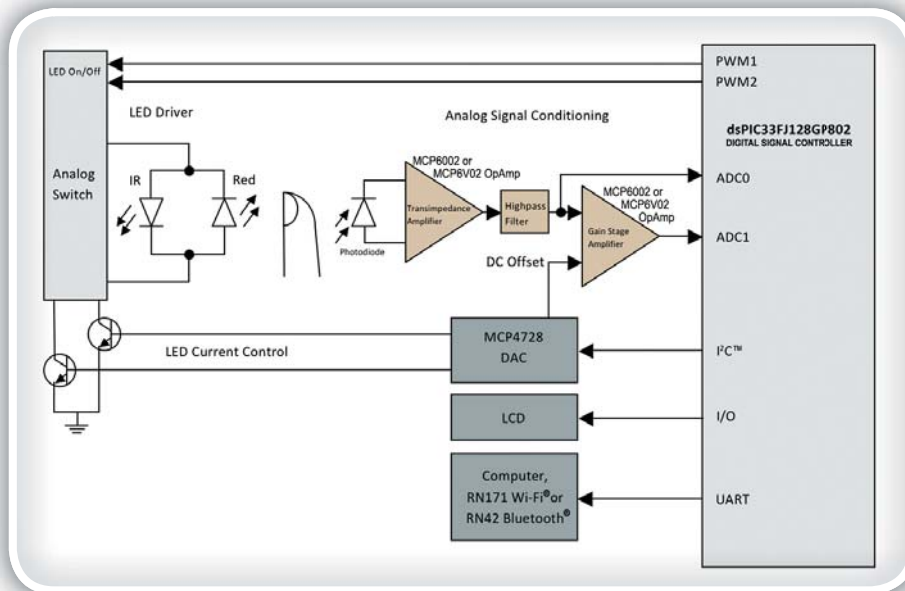 PWM1
LED On/Off
PWM2
LED Driver
Analog Signal Conditioning
dsPIC33FJ128GP802
DIGITAL SIGNAL CONTROLLER
MCP6002 or
MCP6V02 OpAmp
Analog
Switch
IR
Red
ADC0
MCP6002 or
MCP6V02
OpAmp
Transimpedance
Amplifier
Highpass
Filter
Gain Stage
Amplifier
ADC1
Photodiode
DC Offset
MCP4728
DAC
LED Current Control
I²C™
LCD
I/O
Computer,
RN171 Wi-Fi® or
RN42 Bluetooth®
UART